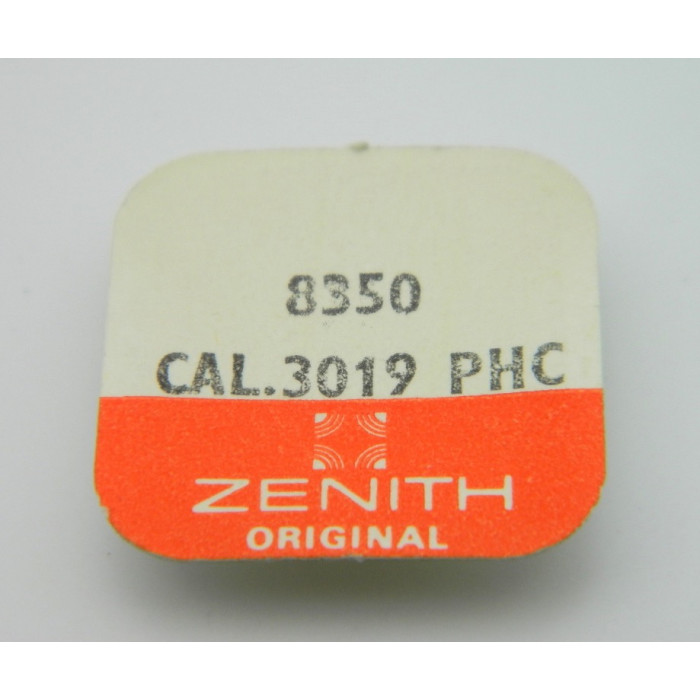 8350
CAL.3019 PHC
ZENITH
ORIGINAL